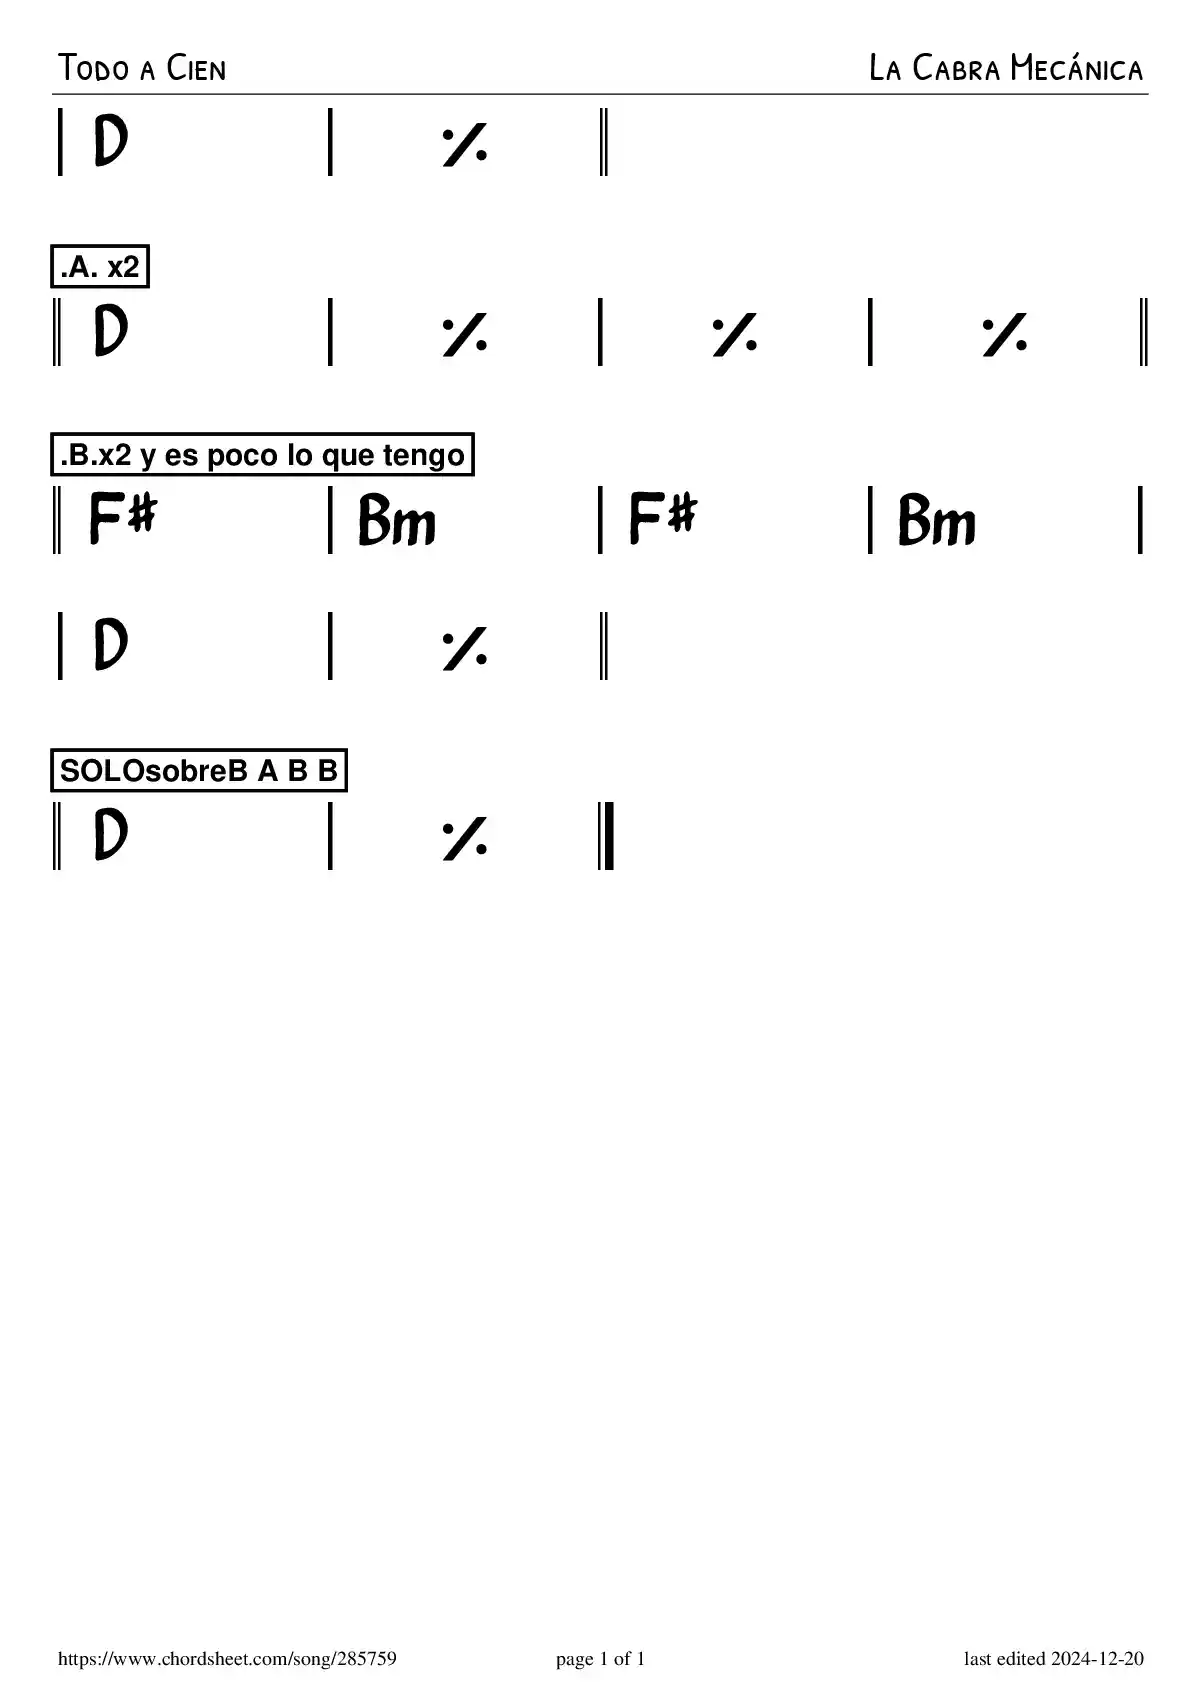 Todo a Cien La Cabra Mecánica
D 𝄎
.A. x2
D 𝄎 𝄎 𝄎
.B.x2 y es poco lo que tengo
F# Bm F# Bm
D 𝄎
SOLOsobreB A B B
D 𝄎
https://www.chordsheet.com/song/285759 page 1 of 1 last edited 2024-12-20